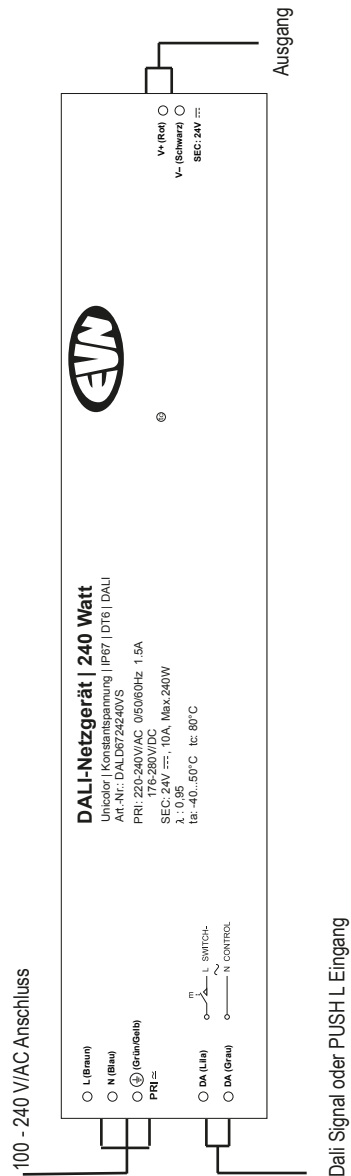 100 - 240 V/AC Anschluss
L (Braun)
N (Blau)
(Grün/Gelb)
PRI ≃
DA (Lila)
DA (Grau)
L SWITCH-
N CONTROL
DALI-Netzgerät | 240 Watt
Unicolor | Konstantspannung | IP67 | DT6 | DALI
Art.-Nr.: DALD6724240VS
PRI: 220-240V/AC 0/50/60Hz 1.5A
176-280V/DC
SEC: 24V ⎓, 10A, Max.240W
λ : 0,95
ta: -40...50°C tc: 80°C
EVN
V+ (Rot)
V– (Schwarz)
SEC: 24V ⎓
Ausgang
Dali Signal oder PUSH L Eingang